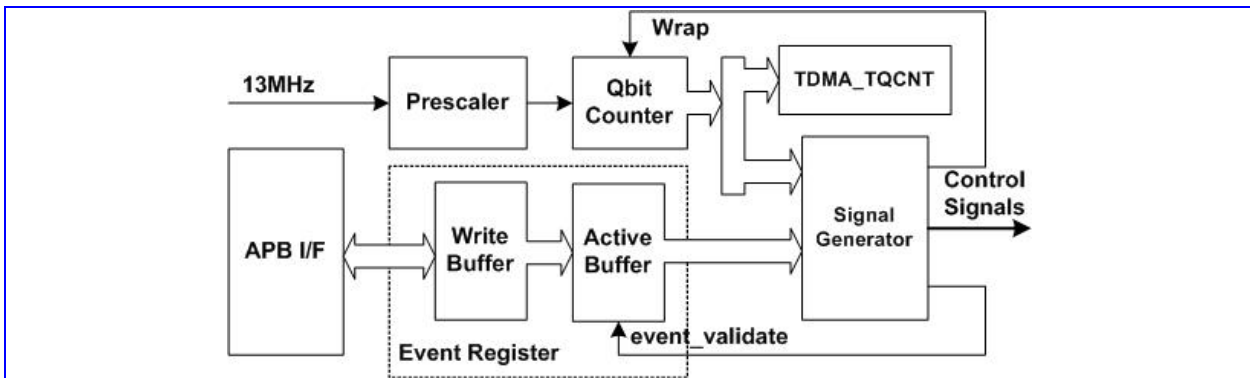 Wrap
13MHz
Prescaler
Qbit
Counter
TDMA_TQCNT
APB I/F
Write
Buffer
Active
Buffer
Signal
Generator
Control
Signals
event_validate
Event Register